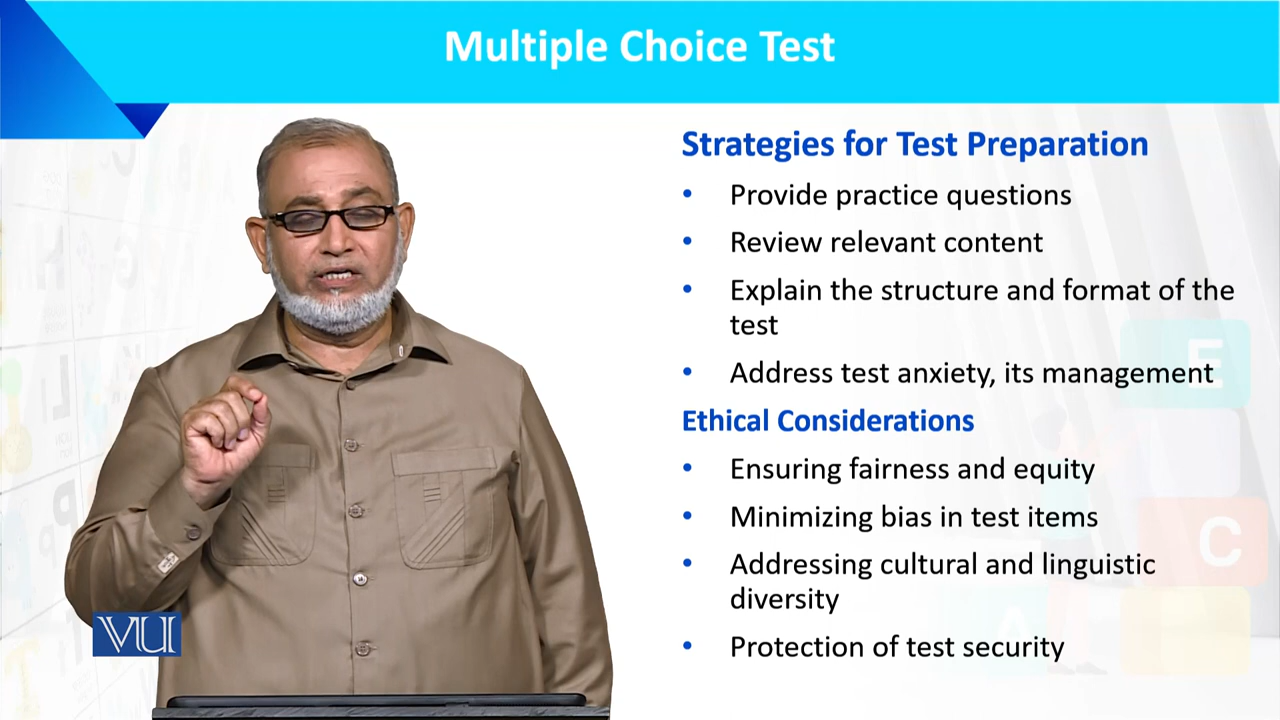 Multiple Choice Test
Strategies for Test Preparation
• Provide practice questions
• Review relevant content
• Explain the structure and format of the
test
• Address test anxiety, its management
Ethical Considerations
• Ensuring fairness and equity
• Minimizing bias in test items
• Addressing cultural and linguistic
diversity
• Protection of test security
VU
E
C
A